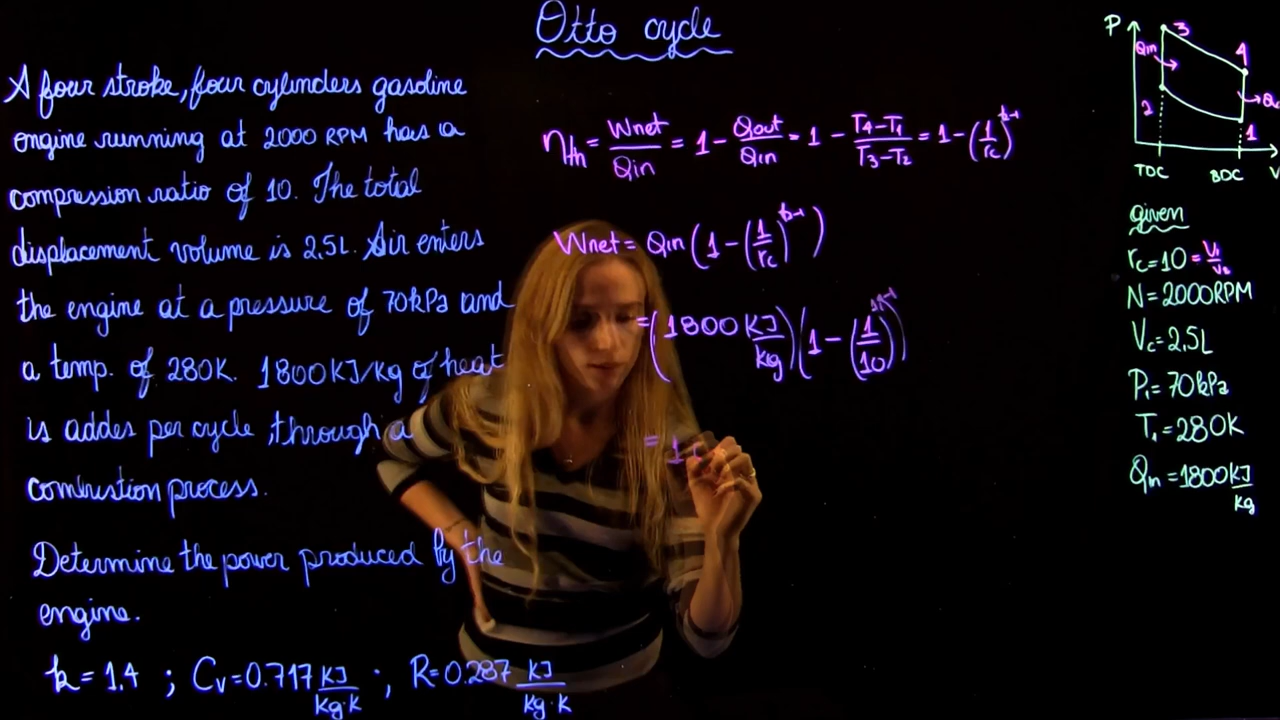 Otto cycle
A four stroke, four cylinders gasoline
engine running at 2000 RPM has a
compression ratio of 10. The total
displacement volume is 2,5L. Air enters
the engine at a pressure of 70kPa and
a temp. of 280K. 1800KJ/kg of heat
is addes per cycle, through a
combustion process.
Determine the power produced by the
engine.
k = 1,4 ; Cv = 0.717 KJ/kg·k ; R = 0.287 KJ/kg·k
ηth = Wnet/Qin = 1 - Qout/Qin = 1 - (T4-T1)/(T3-T2) = 1 - (1/rc)^k-1
Wnet = Qin (1 - (1/rc)^k-1)
= (1800 KJ/kg) (1 - (1/10)^1,4-1)
= 1
P
3
Qin
4
2
1
TDC
BDC
V
given
rc = 10 = V1/V2
N = 2000RPM
Vc = 2,5L
P1 = 70kPa
T1 = 280K
Qin = 1800 KJ/kg